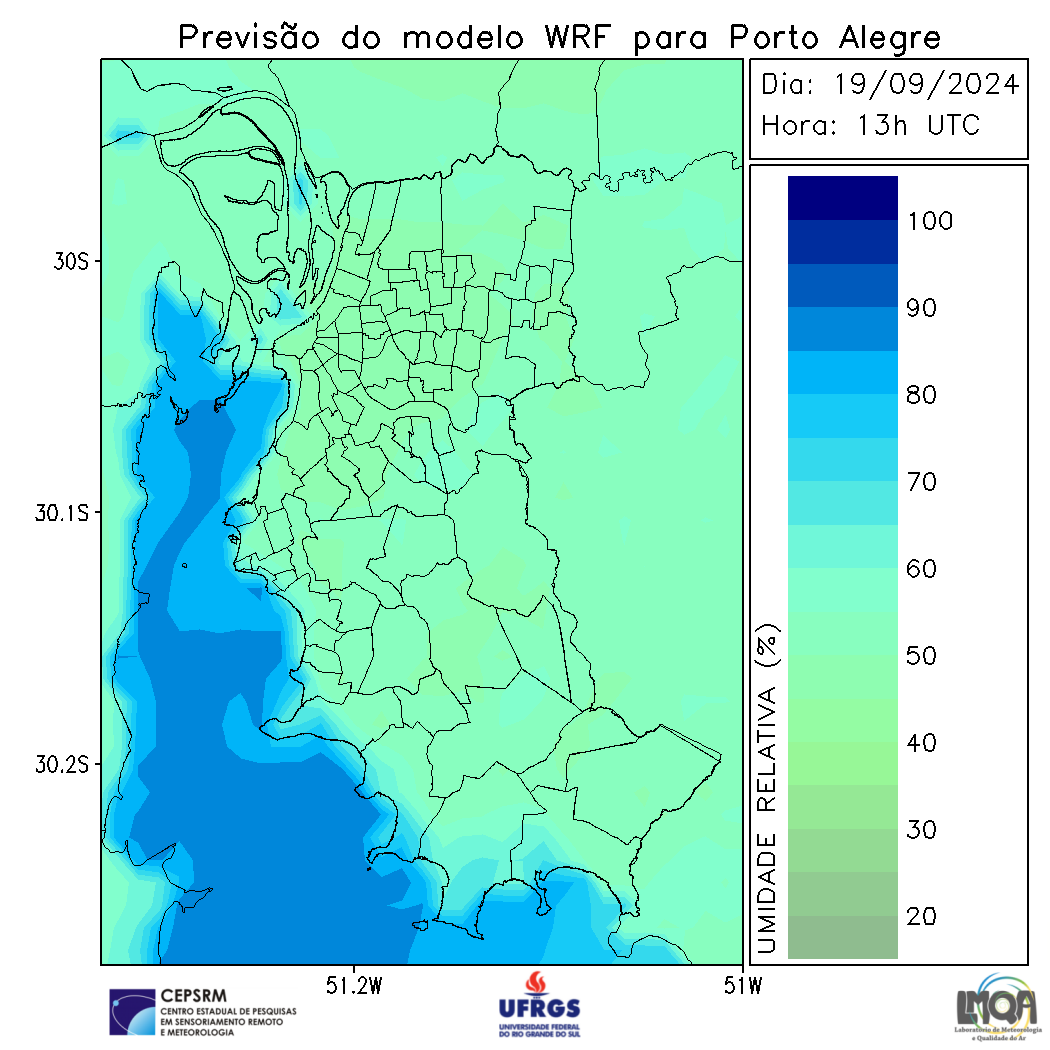 Previsão do modelo WRF para Porto Alegre
Dia: 19/09/2024
Hora: 13h UTC
30S
30.1S
30.2S
51.2W
51W
100
90
80
70
60
50
40
30
20
UMIDADE RELATIVA (%)
CEPSRM
CENTRO ESTADUAL DE PESQUISAS
EM SENSORIAMENTO REMOTO
E METEOROLOGIA
UFRGS
UNIVERSIDADE FEDERAL
DO RIO GRANDE DO SUL
LMQA
Laboratório de Meteorologia
e Qualidade do Ar